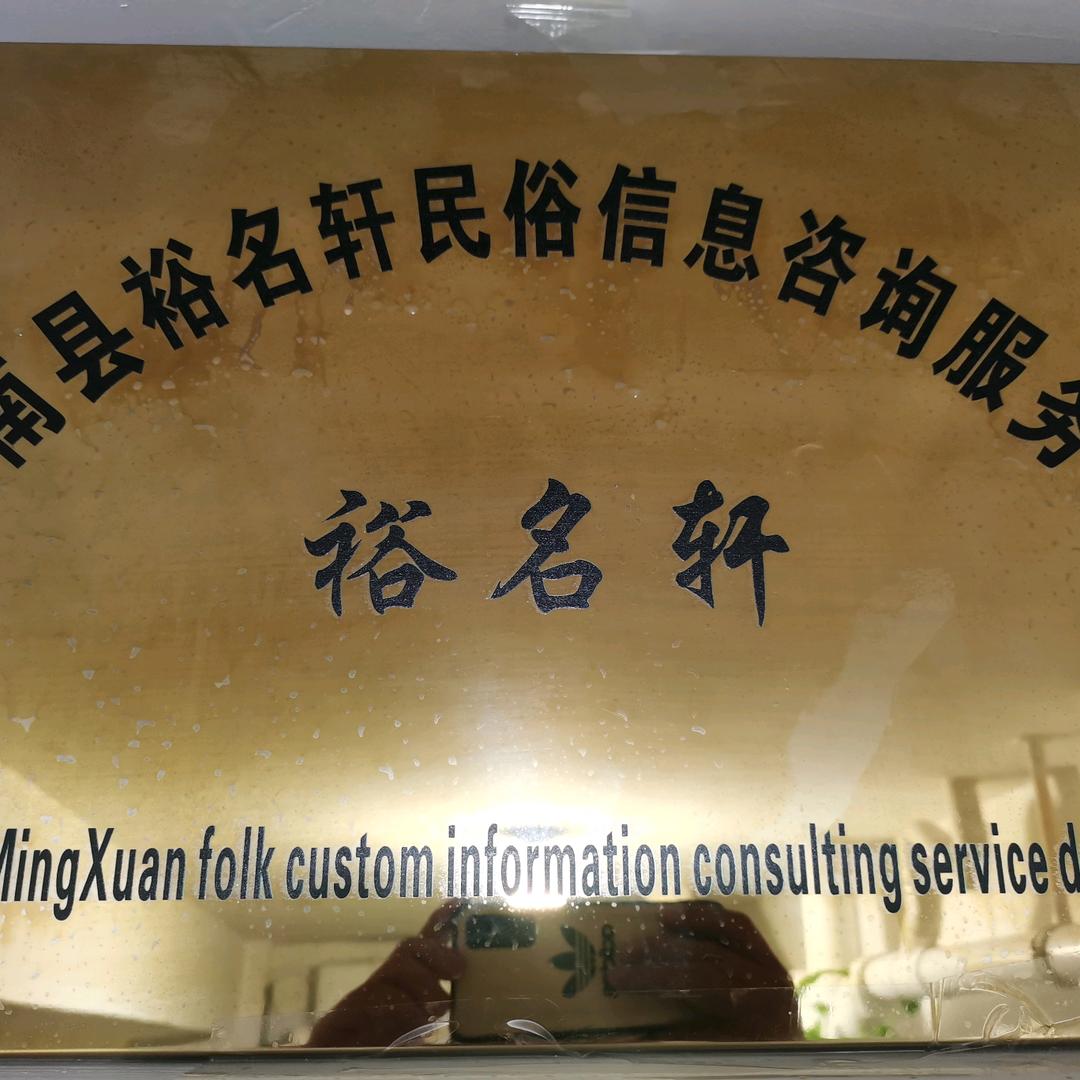 南县裕名轩民俗信息咨询服务
裕名轩
MingXuan folk custom information consulting service d
adidas